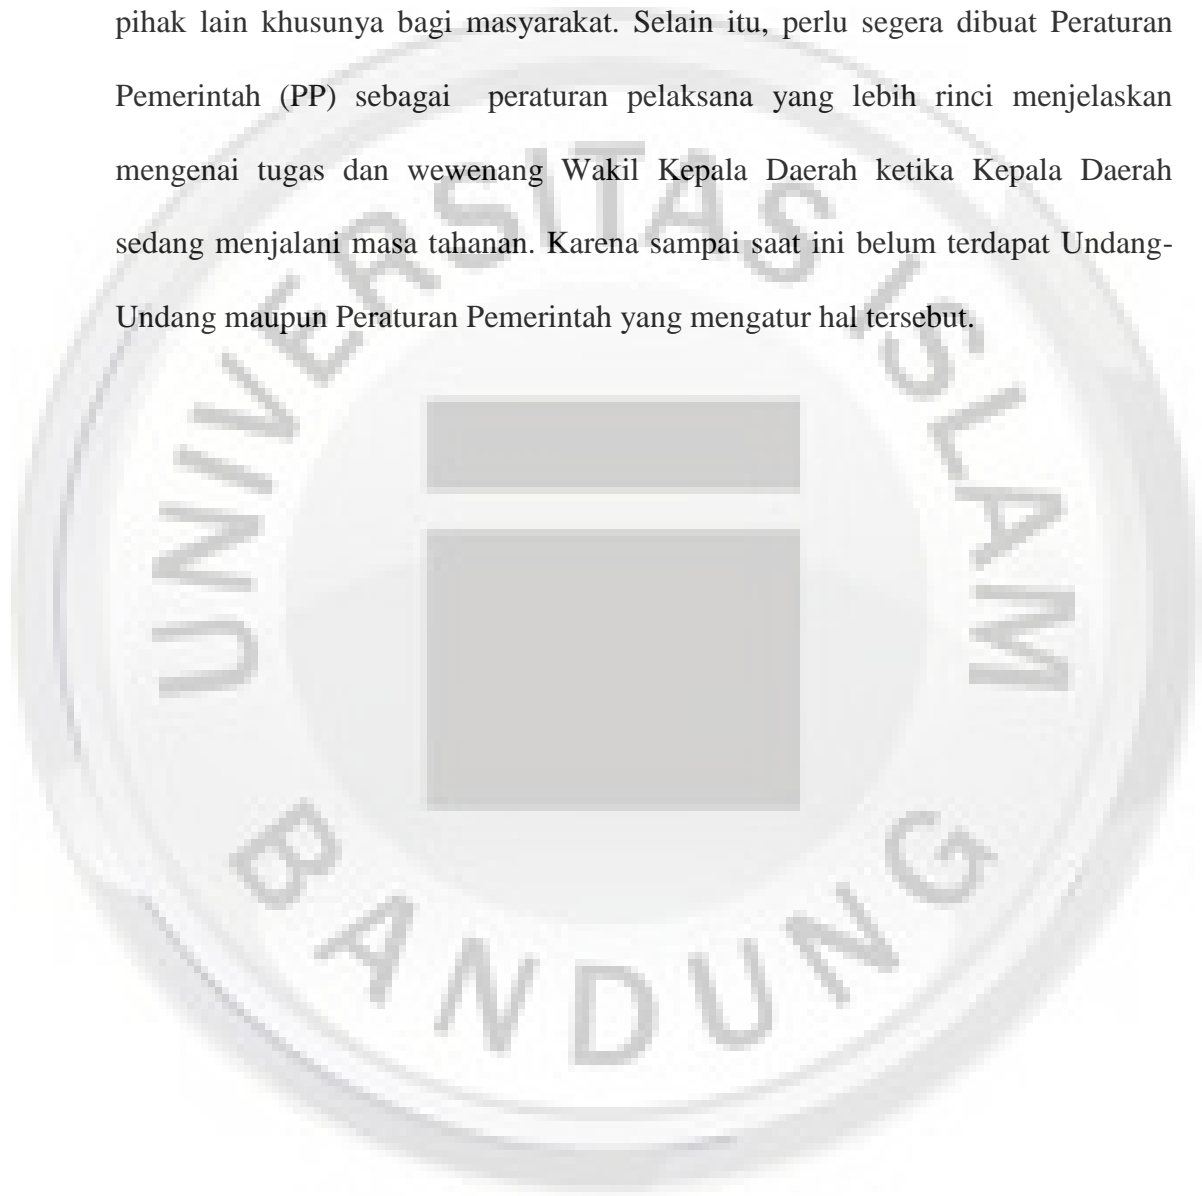 pihak lain khusunya bagi masyarakat. Selain itu, perlu segera dibuat Peraturan
Pemerintah (PP) sebagai peraturan pelaksana yang lebih rinci menjelaskan
mengenai tugas dan wewenang Wakil Kepala Daerah ketika Kepala Daerah
sedang menjalani masa tahanan. Karena sampai saat ini belum terdapat Undang-
Undang maupun Peraturan Pemerintah yang mengatur hal tersebut.
UNIVERSITAS ISLAM
BANDUNG